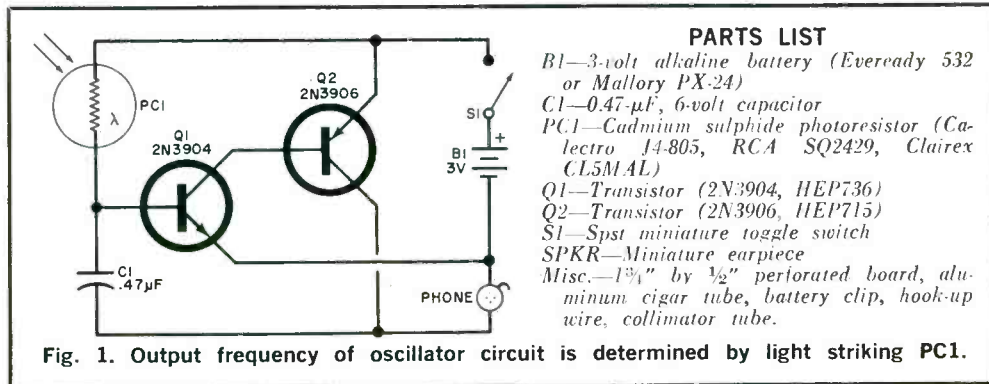 PC1
λ
Q1
2N3904
Q2
2N3906
S1
+
B1
3V
C1
.47µF
PHONE
PARTS LIST
B1—3-volt alkaline battery (Eveready 532
or Mallory PX-24)
C1—0.47-µF, 6-volt capacitor
PC1—Cadmium sulphide photoresistor (Ca-
lectro J4-805, RCA SQ2429, Clairex
CL5MAL)
Q1—Transistor (2N3904, HEP736)
Q2—Transistor (2N3906, HEP715)
S1—Spst miniature toggle switch
SPKR—Miniature earpiece
Misc.—1¾" by ½" perforated board, alu-
minum cigar tube, battery clip, hook-up
wire, collimator tube.
Fig. 1. Output frequency of oscillator circuit is determined by light striking PC1.